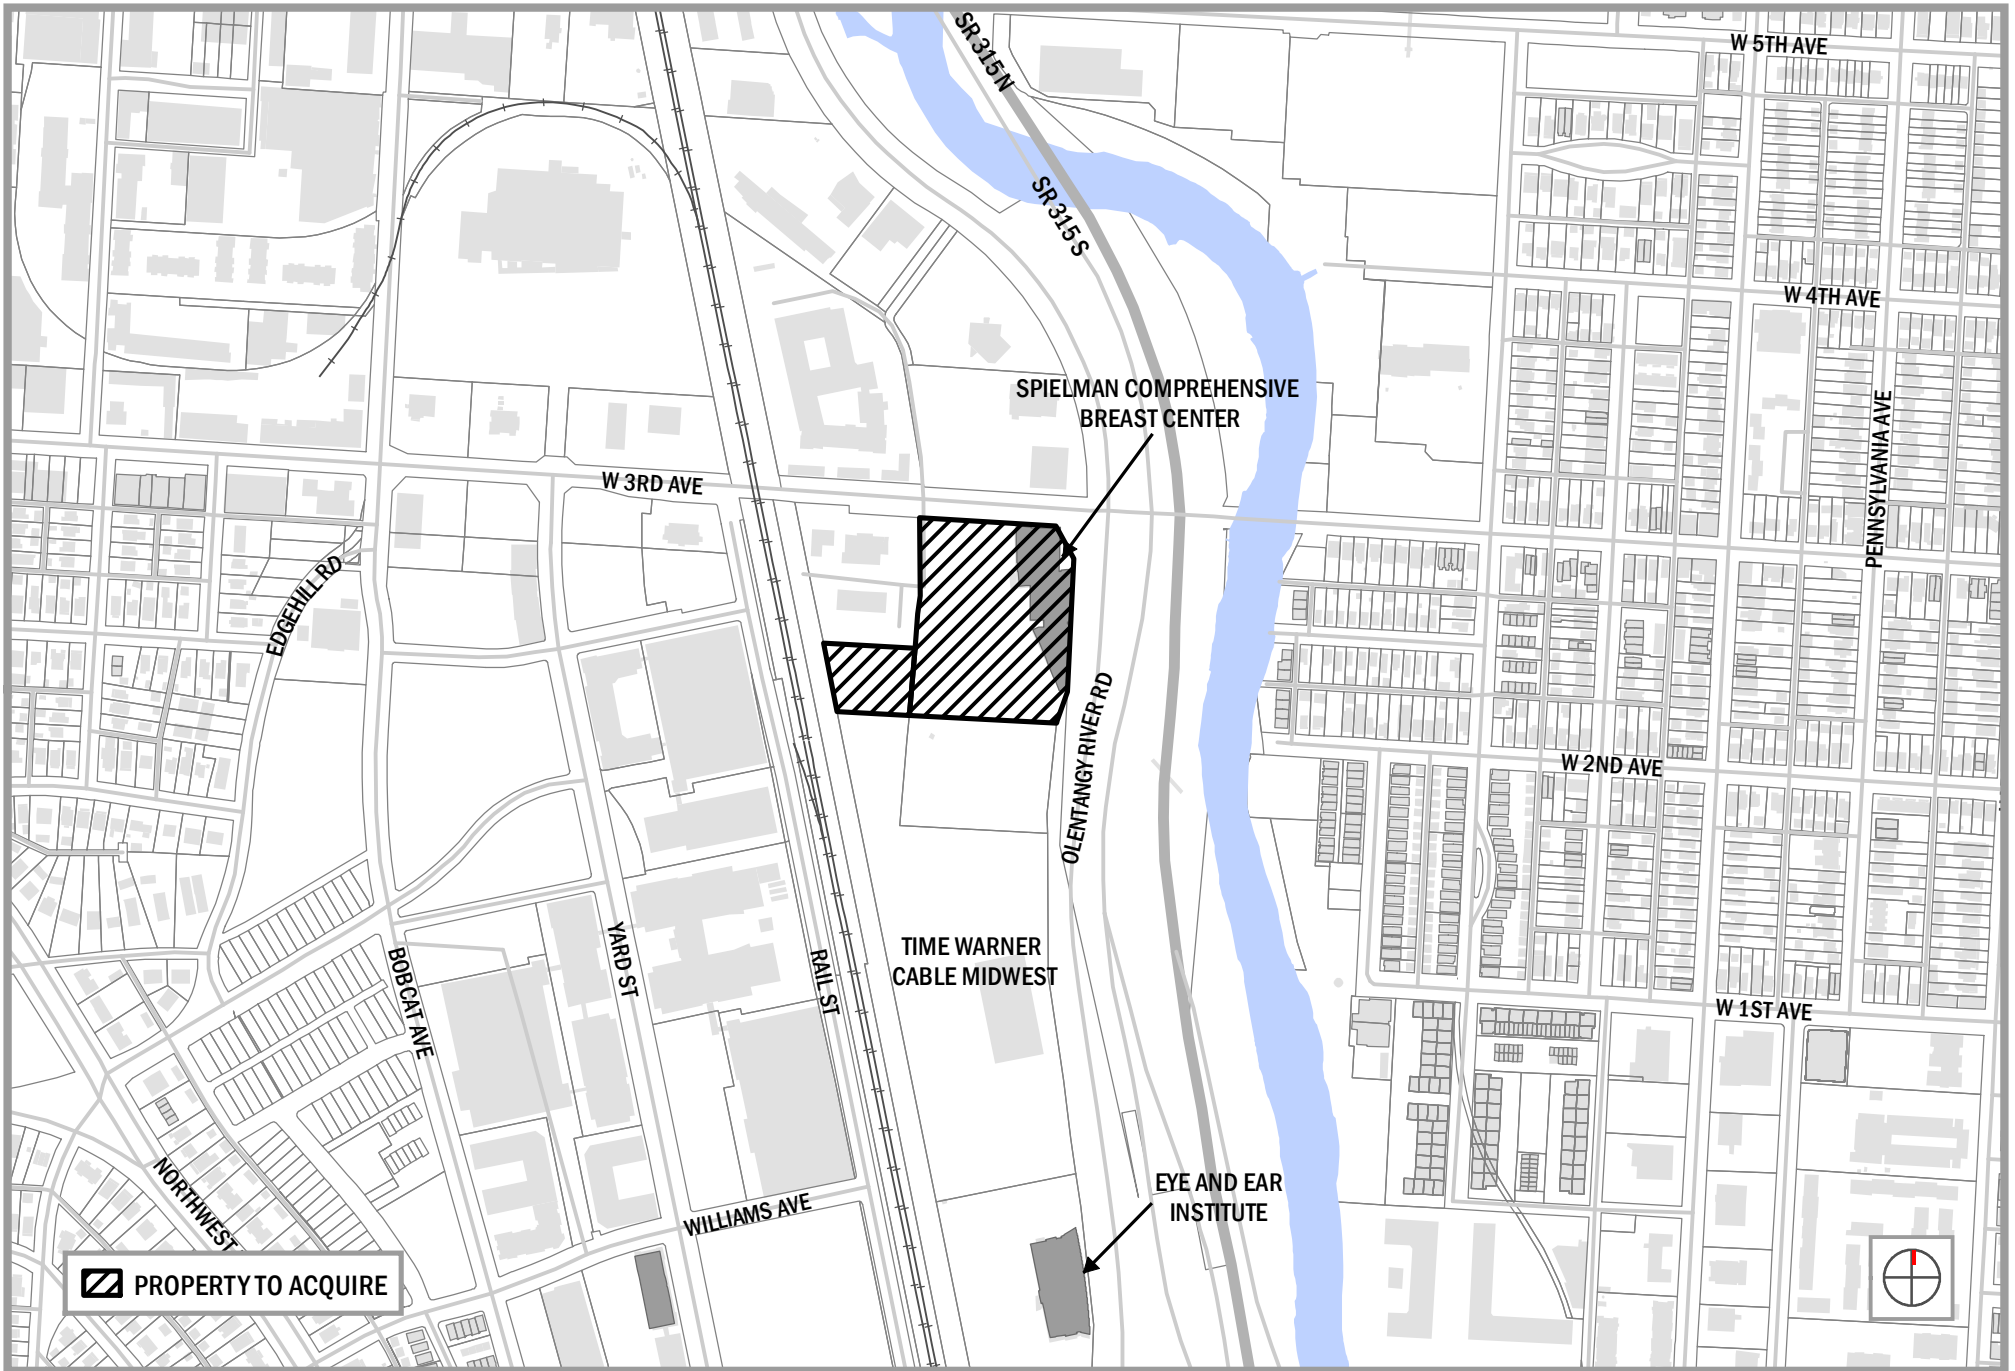 SR 315 N
W 5TH AVE
SR 315 S
W 4TH AVE
SPIELMAN COMPREHENSIVE
BREAST CENTER
PENNSYLVANIA AVE
W 3RD AVE
EDGEHILL RD
OLENTANGY RIVER RD
W 2ND AVE
TIME WARNER
CABLE MIDWEST
YARD ST
RAIL ST
BOBCAT AVE
W 1ST AVE
NORTHWEST
WILLIAMS AVE
EYE AND EAR
INSTITUTE
PROPERTY TO ACQUIRE